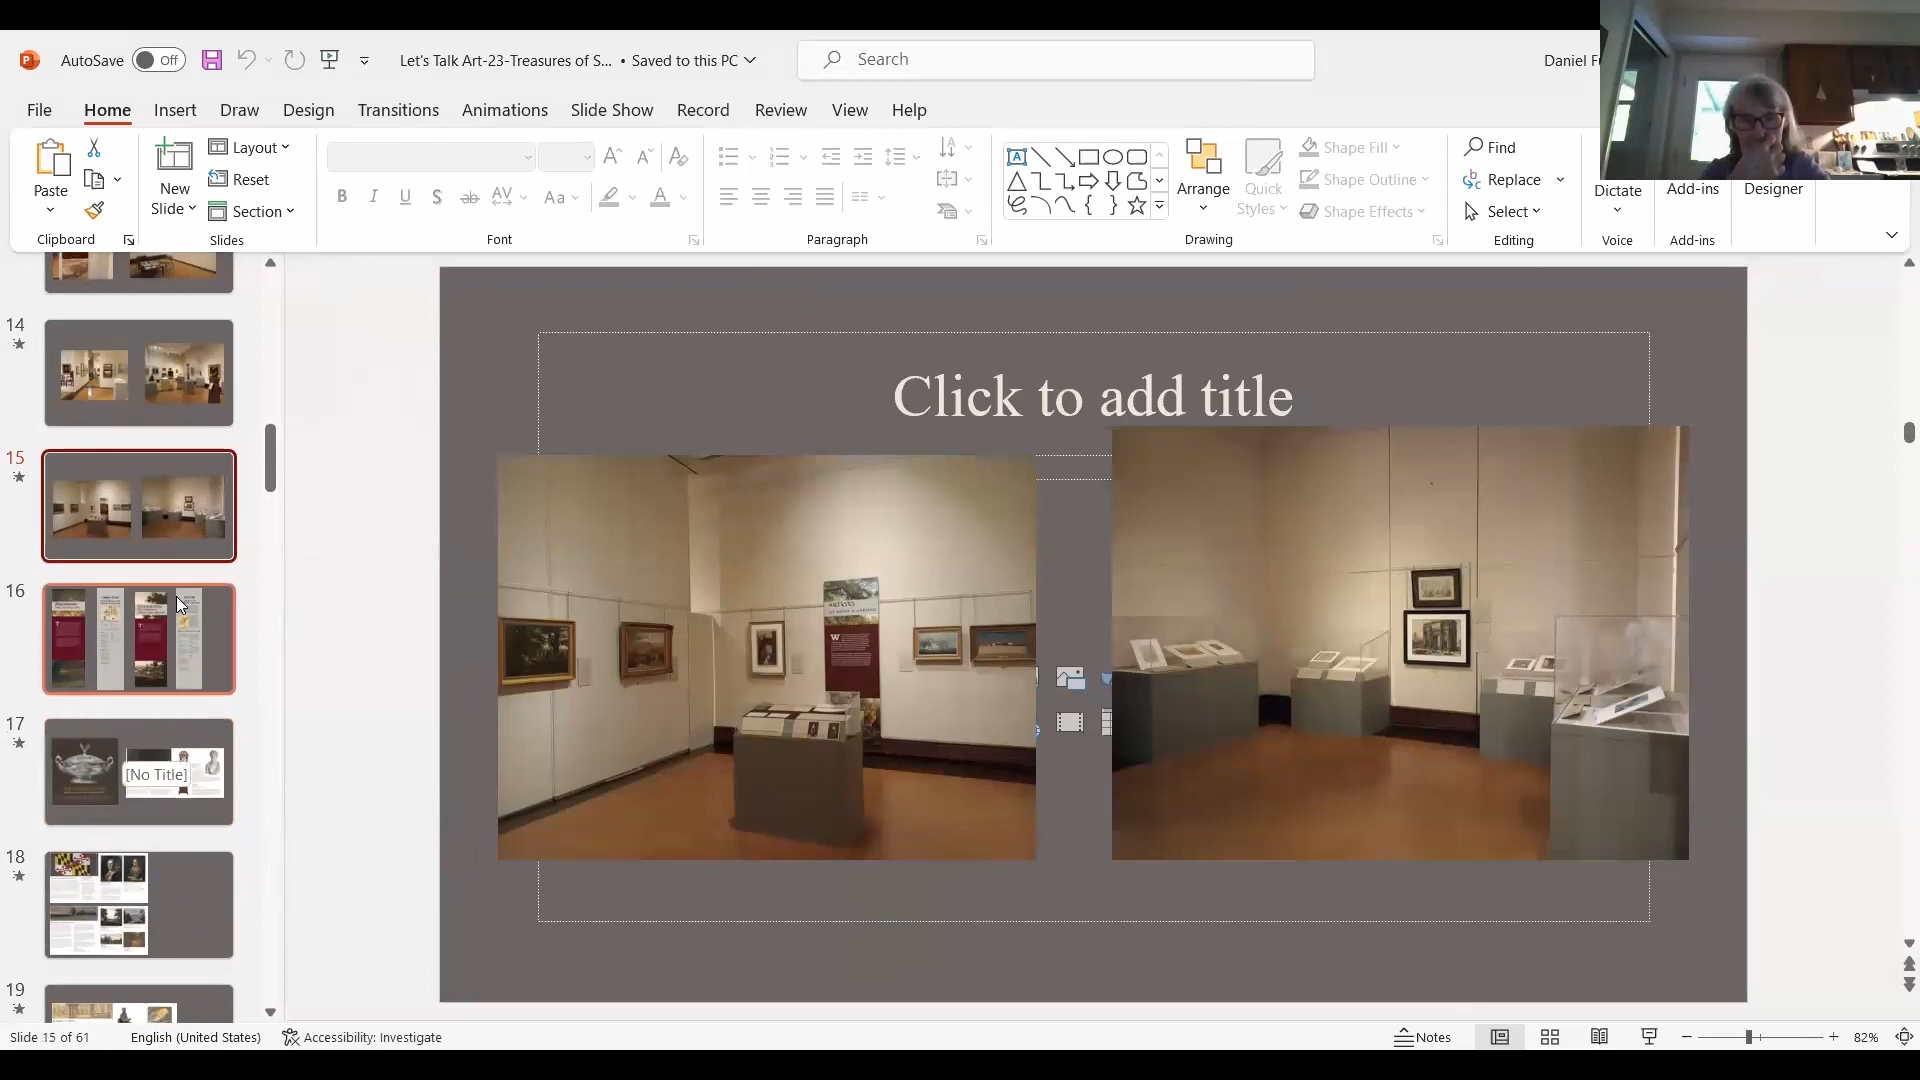 AutoSave Off Let's Talk Art-23-Treasures of S... • Saved to this PC Search Daniel
File Home Insert Draw Design Transitions Animations Slide Show Record Review View Help
Paste
New
Slide
Layout
Reset
Section
Aa
Arrange
Quick
Styles
Shape Fill
Shape Outline
Shape Effects
Find
Replace
Select
Dictate
Add-ins
Designer
Clipboard Slides Font Paragraph Drawing Editing Voice Add-ins
14
15
16
17
[No Title]
18
19
Click to add title
ARTISTS
Slide 15 of 61 English (United States) Accessibility: Investigate Notes 82%